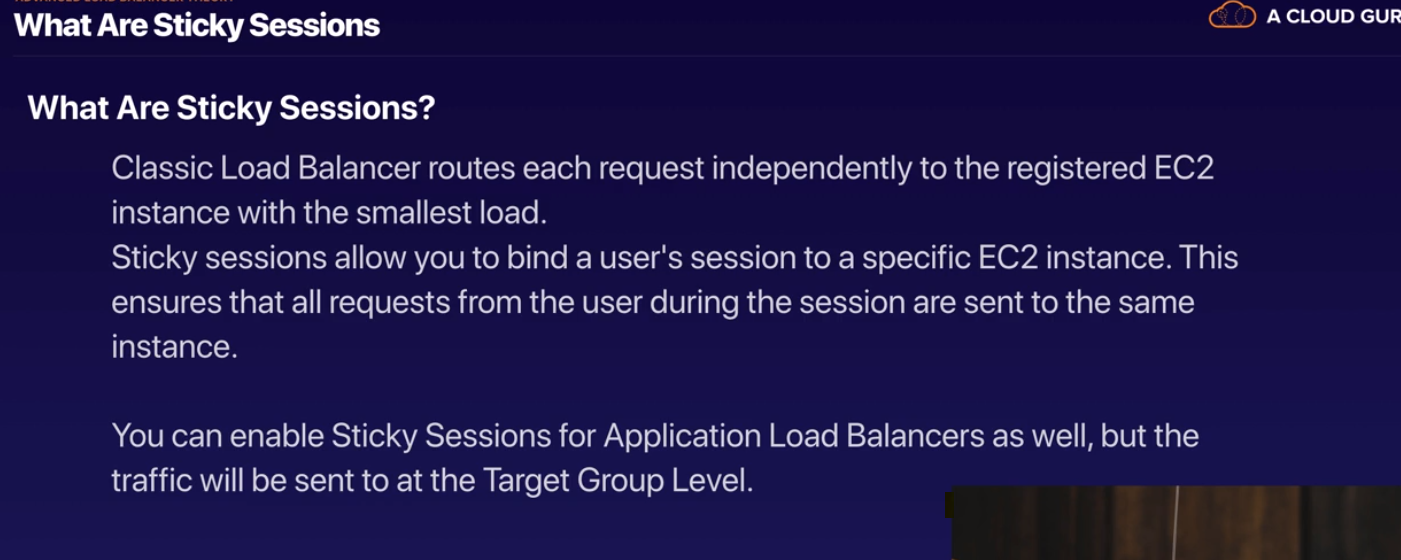 What Are Sticky Sessions
A CLOUD GUR
What Are Sticky Sessions?
Classic Load Balancer routes each request independently to the registered EC2
instance with the smallest load.
Sticky sessions allow you to bind a user's session to a specific EC2 instance. This
ensures that all requests from the user during the session are sent to the same
instance.
You can enable Sticky Sessions for Application Load Balancers as well, but the
traffic will be sent to at the Target Group Level.